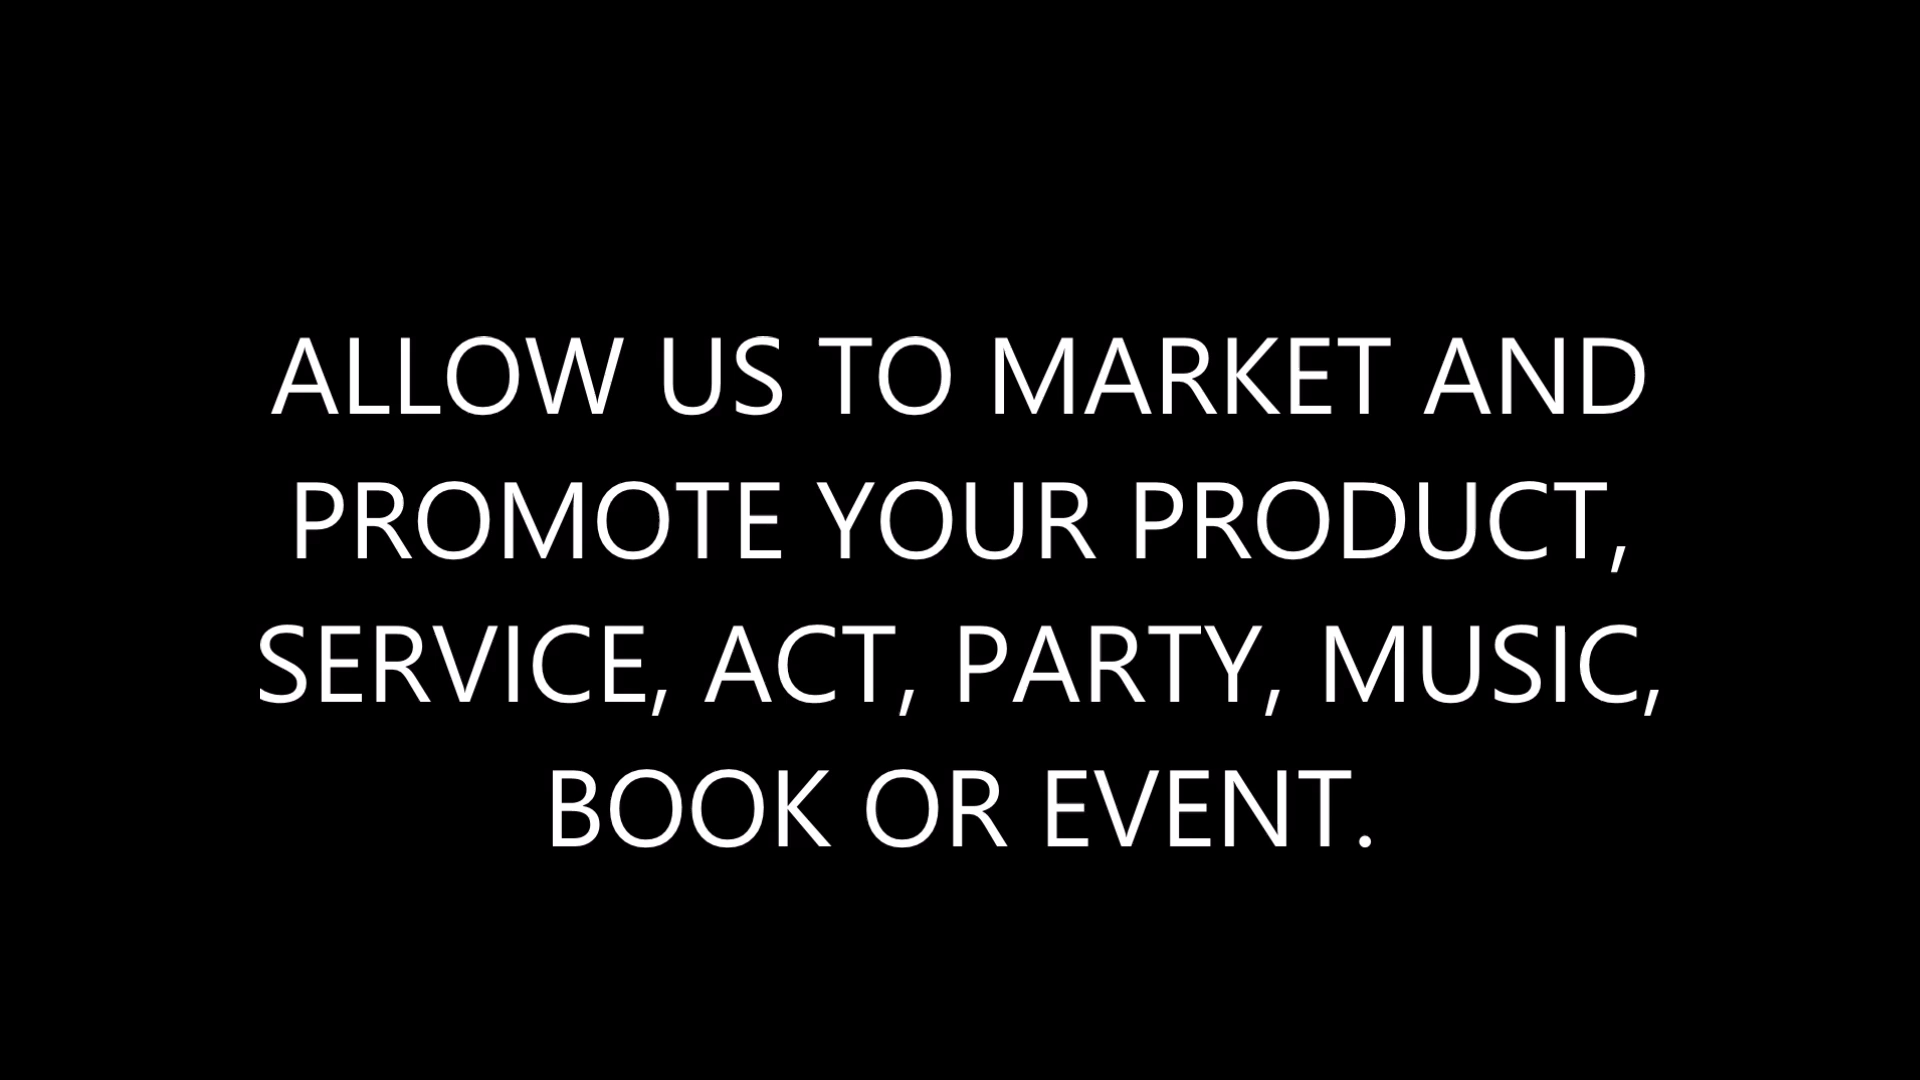 ALLOW US TO MARKET AND
PROMOTE YOUR PRODUCT,
SERVICE, ACT, PARTY, MUSIC,
BOOK OR EVENT.